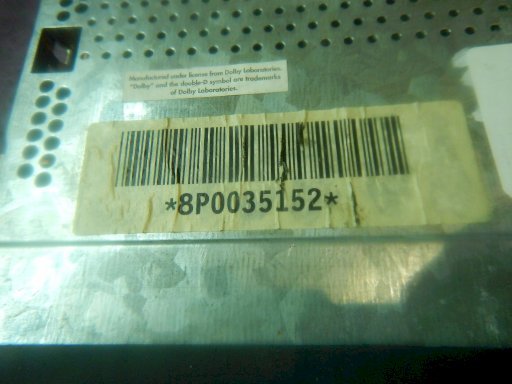 Manufactured under license from Dolby Laboratories.
"Dolby" and the double-D symbol are trademarks
of Dolby Laboratories.
*8P0035152*